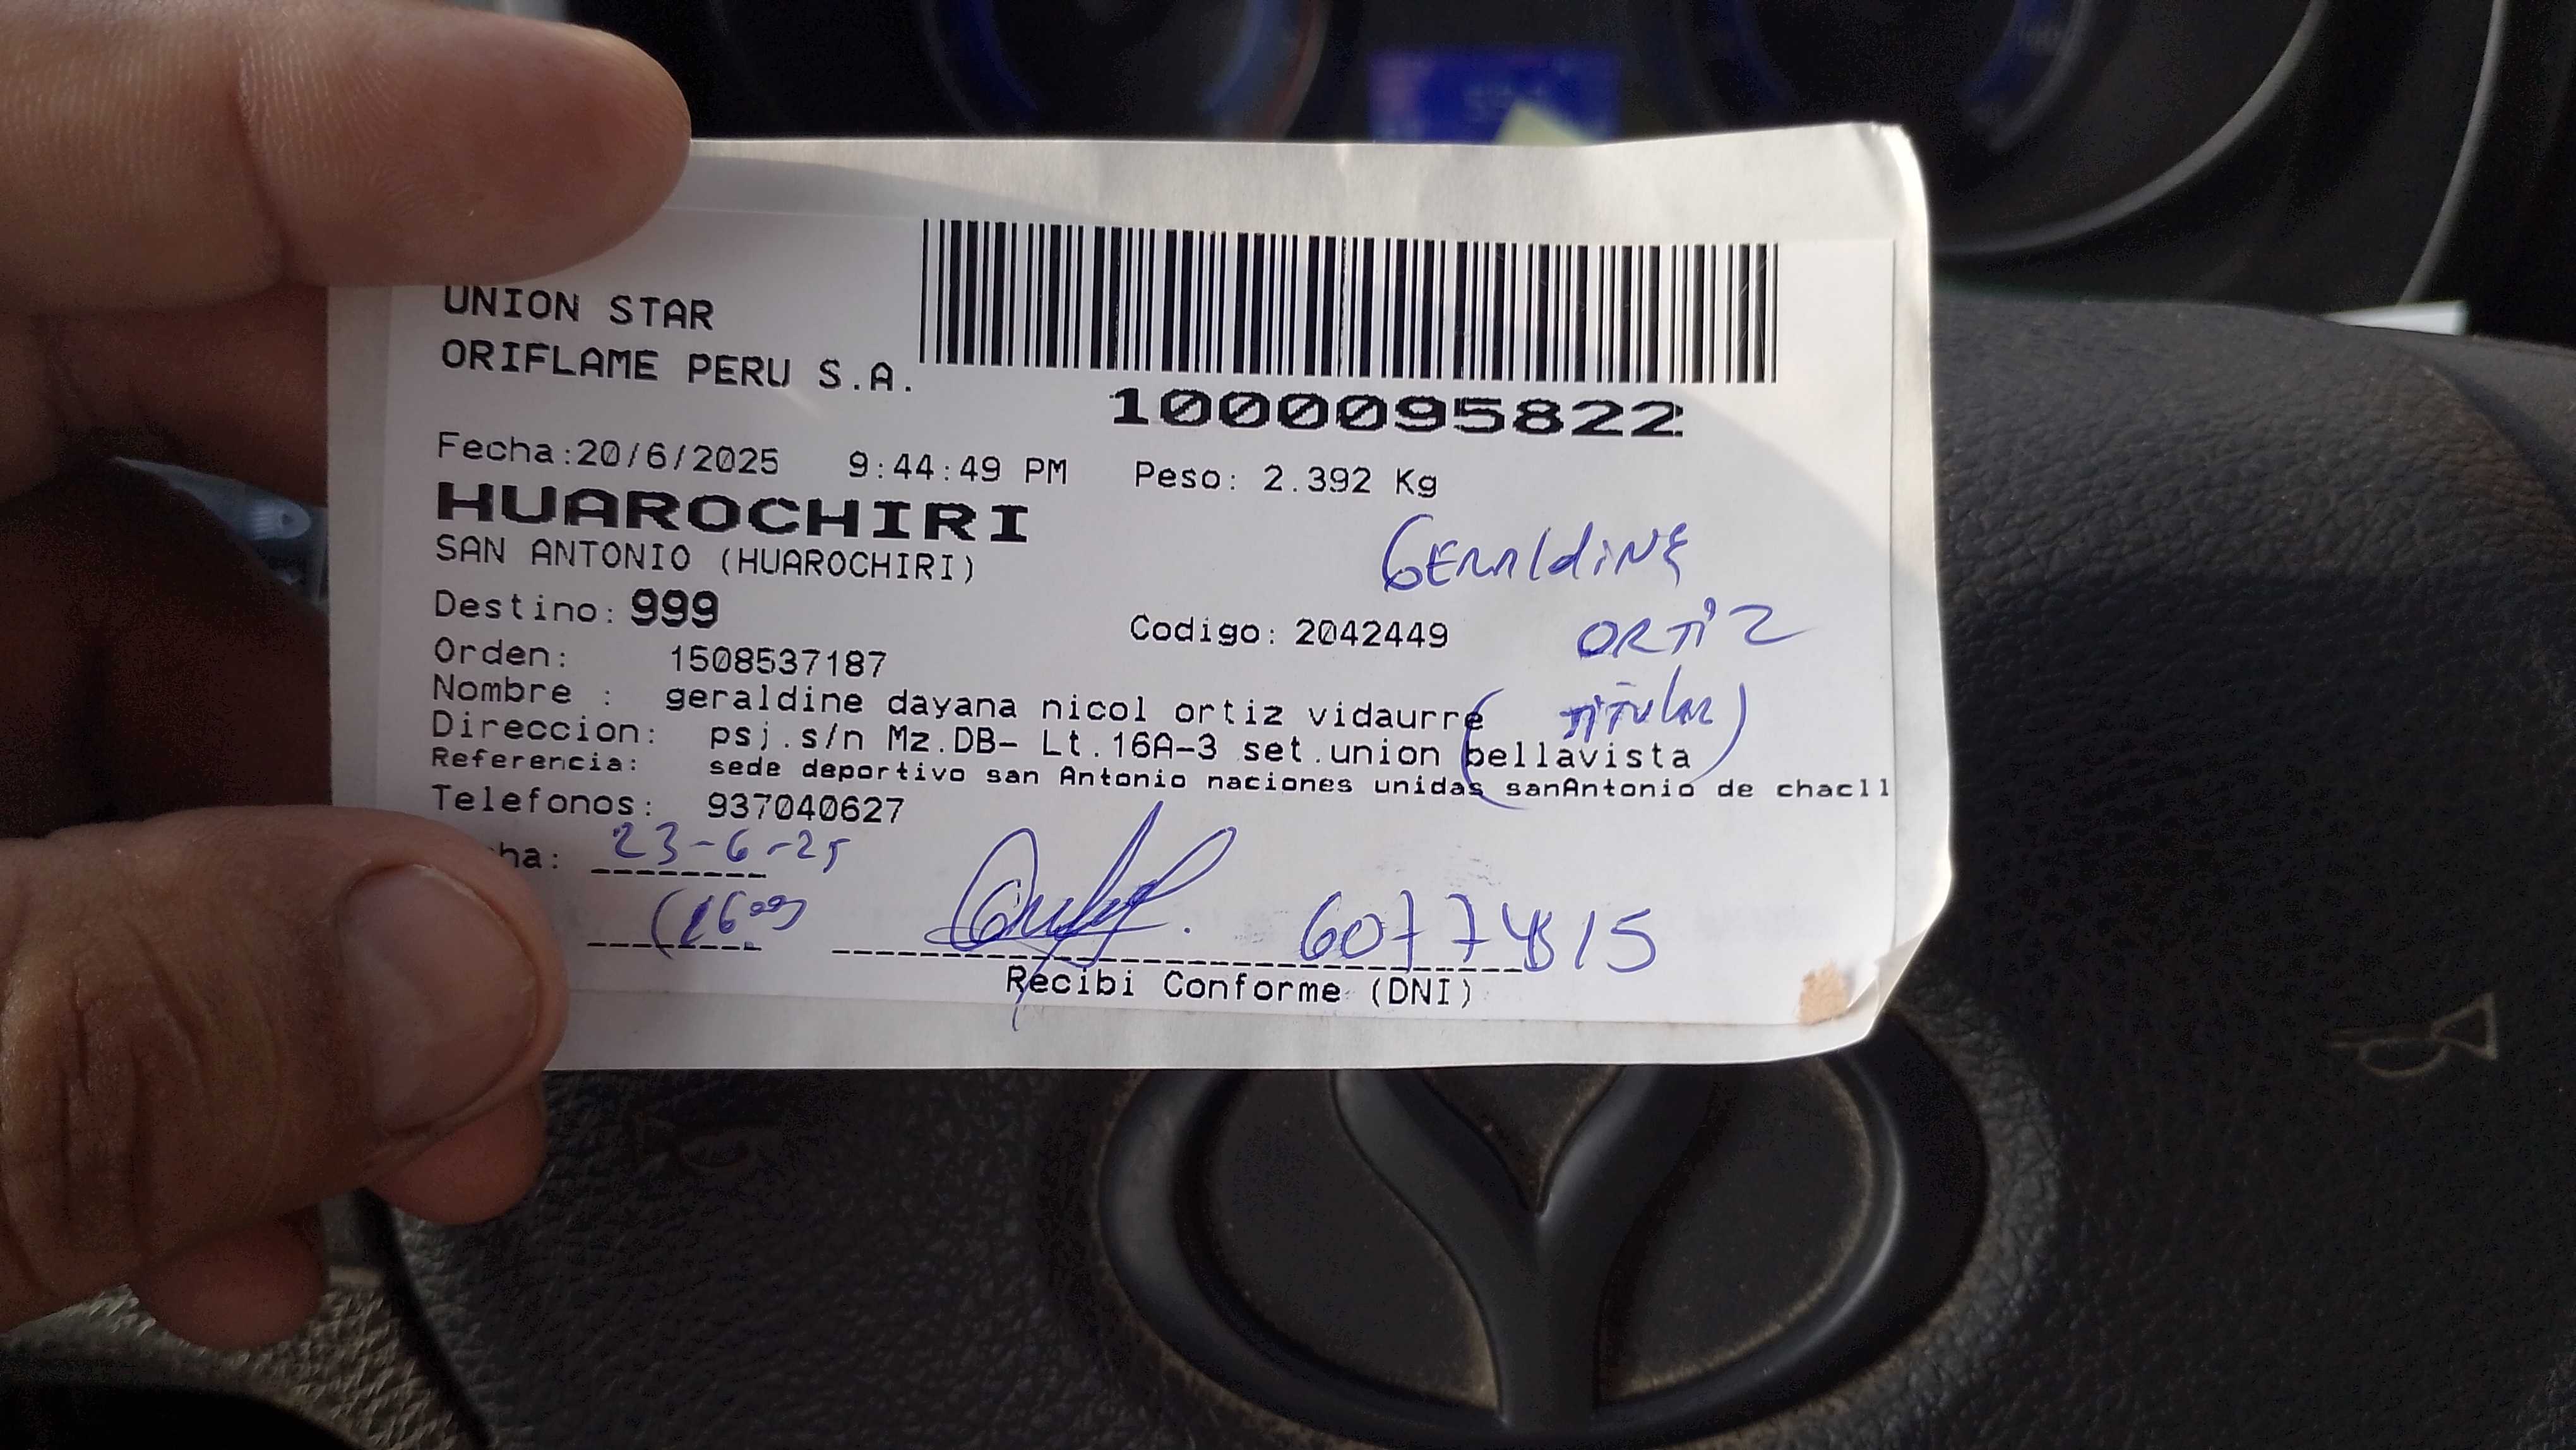 UNION STAR
ORIFLAME PERU S.A.
1000095822
Fecha:20/6/2025 9:44:49 PM Peso: 2.392 Kg
HUAROCHIRI
SAN ANTONIO (HUAROCHIRI)
GERAldiNE
Destino: 999
Codigo: 2042449
ORTIZ
Orden: 1508537187
Nombre : geraldine dayana nicol ortiz vidaurre
(TITULAR)
Direccion: psj.s/n Mz.DB- Lt.16A-3 set.union bellavista
Referencia: sede deportivo san Antonio naciones unidas sanAntonio de chacll
Telefonos: 937040627
ha: 23-6-25
60774815
Recibi Conforme (DNI)